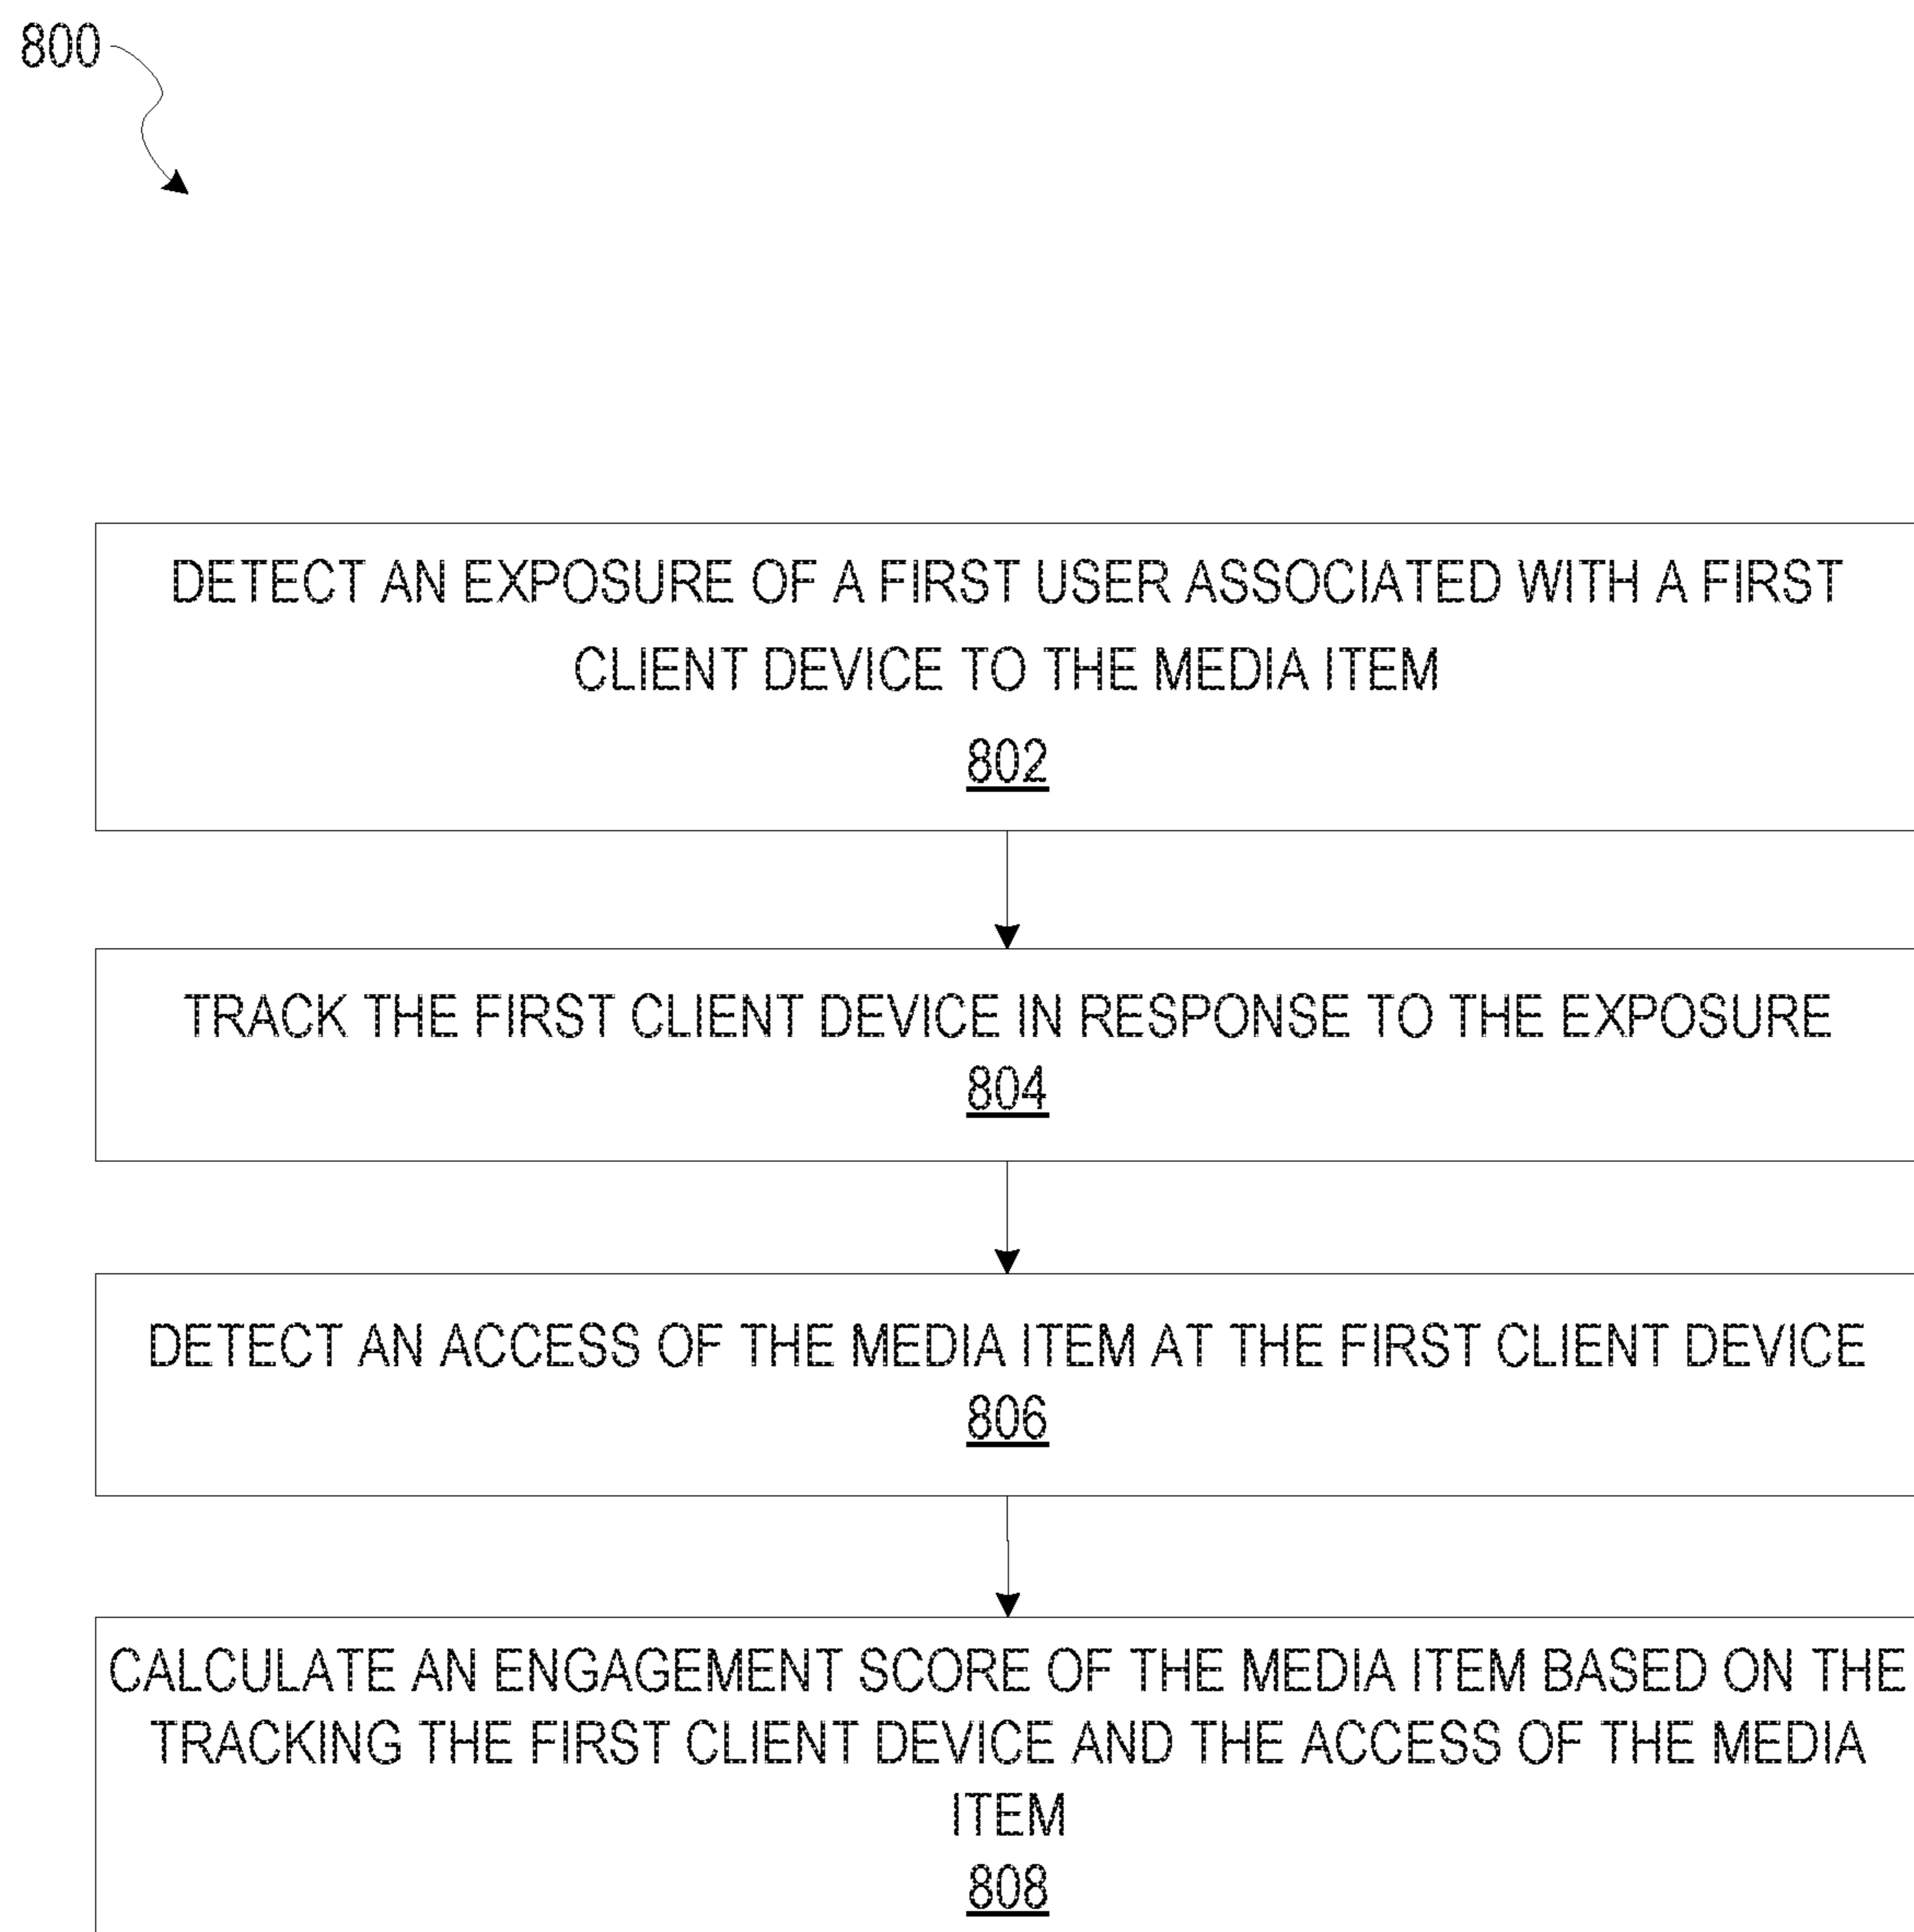 800
DETECT AN EXPOSURE OF A FIRST USER ASSOCIATED WITH A FIRST
CLIENT DEVICE TO THE MEDIA ITEM
802
TRACK THE FIRST CLIENT DEVICE IN RESPONSE TO THE EXPOSURE
804
DETECT AN ACCESS OF THE MEDIA ITEM AT THE FIRST CLIENT DEVICE
806
CALCULATE AN ENGAGEMENT SCORE OF THE MEDIA ITEM BASED ON THE
TRACKING THE FIRST CLIENT DEVICE AND THE ACCESS OF THE MEDIA
ITEM
808